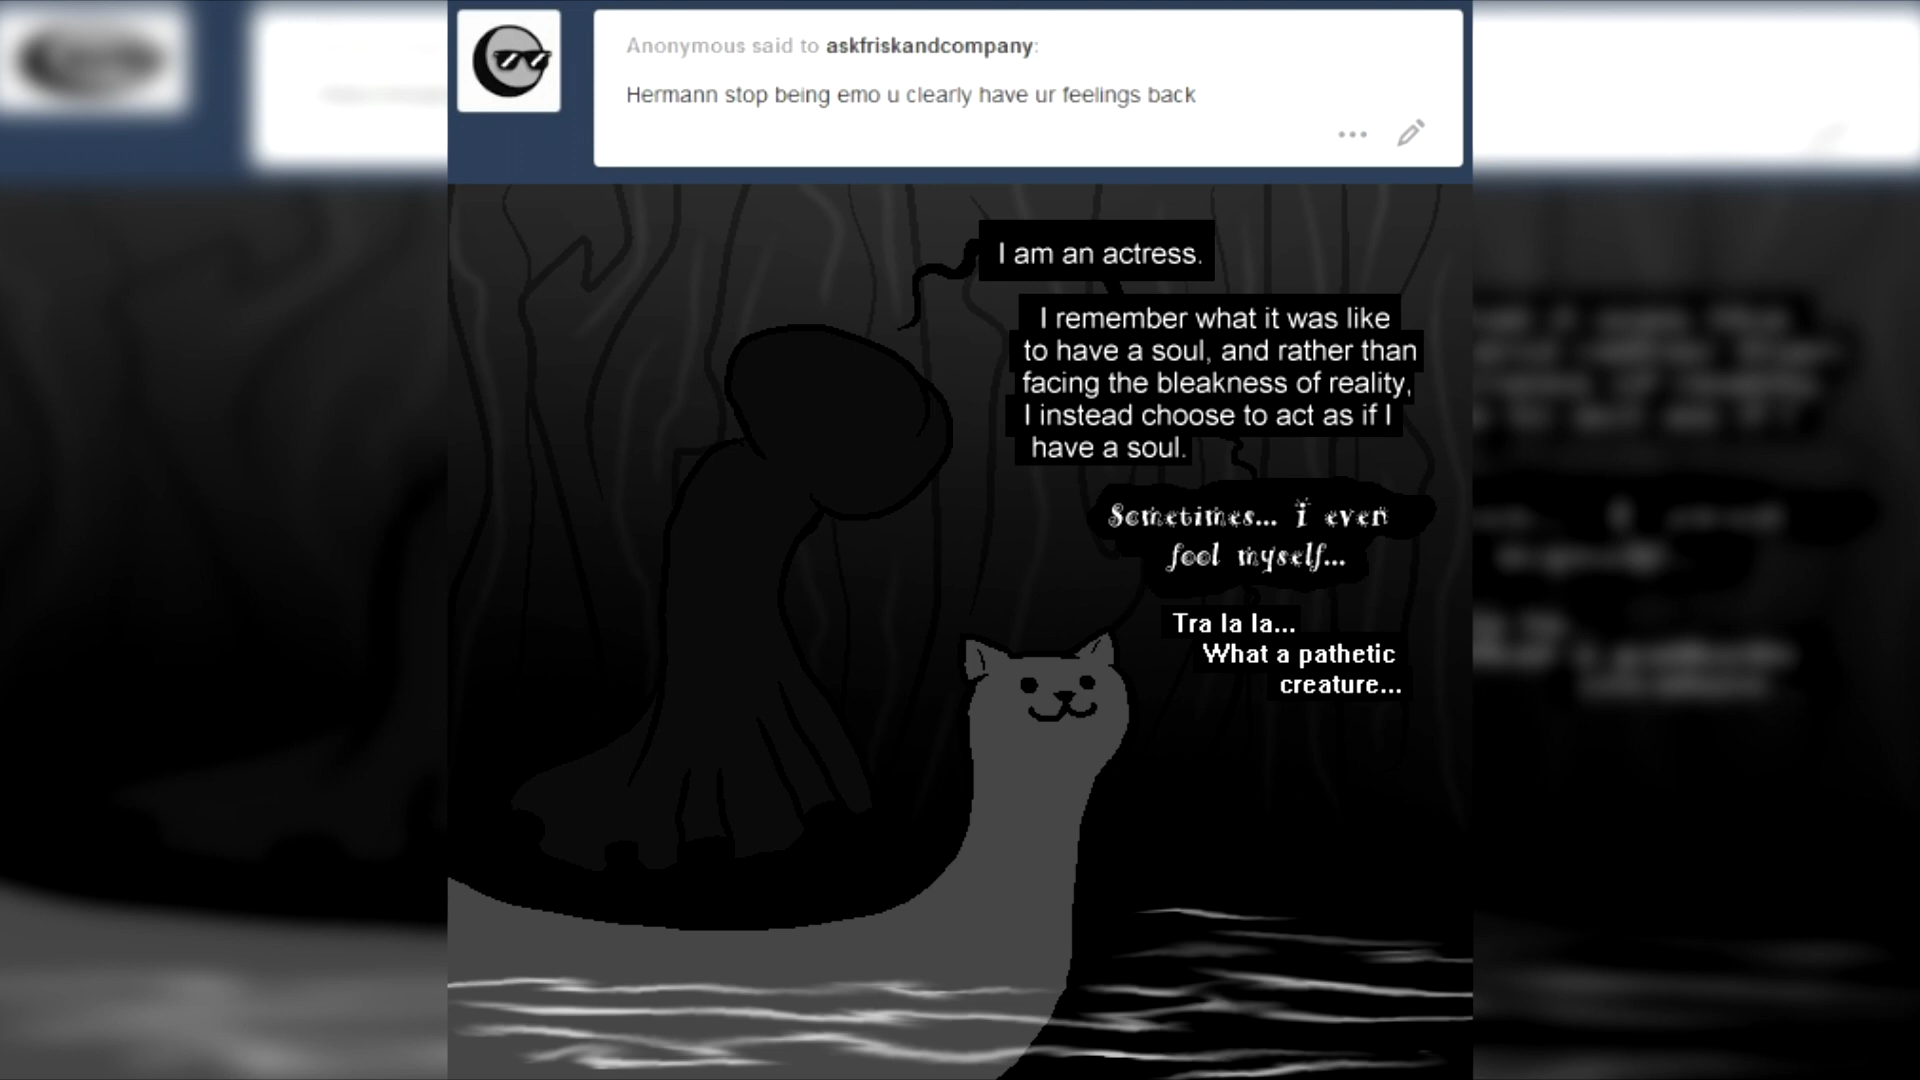 Anonymous said to askfriskandcompany:
Hermann stop being emo u clearly have ur feelings back
I am an actress.
I remember what it was like
to have a soul, and rather than
facing the bleakness of reality,
I instead choose to act as if I
have a soul.
Sometimes... i even
fool myself...
Tra la la...
What a pathetic
creature...